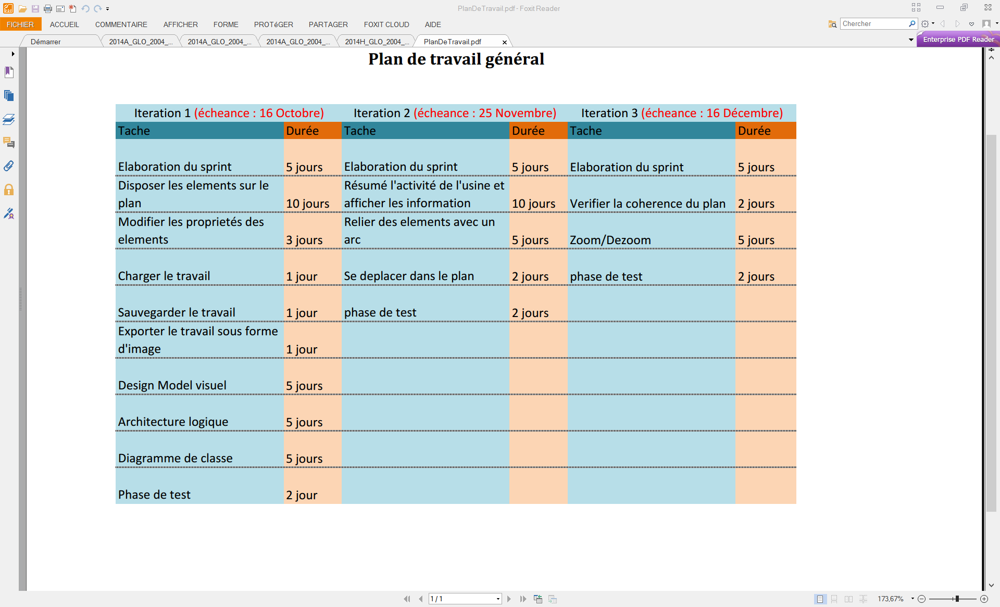 PlanDeTravail.pdf - Foxit Reader
FICHIER ACCUEIL COMMENTAIRE AFFICHER FORME PROTéGER PARTAGER FOXIT CLOUD AIDE Chercher
Démarrer 2014A_GLO_2004_... 2014A_GLO_2004_... 2014A_GLO_2004_... 2014H_GLO_2004_... PlanDeTravail.pdf Enterprise PDF Reader
Plan de travail général
Iteration 1 (écheance : 16 Octobre) Iteration 2 (écheance : 25 Novembre) Iteration 3 (écheance : 16 Décembre)
Tache Durée Tache Durée Tache Durée
Elaboration du sprint 5 jours Elaboration du sprint 5 jours Elaboration du sprint 5 jours
Disposer les elements sur le Résumé l'activité de l'usine et
plan 10 jours afficher les information 10 jours Verifier la coherence du plan 2 jours
Modifier les proprietés des Relier des elements avec un
elements 3 jours arc 5 jours Zoom/Dezoom 5 jours
Charger le travail 1 jour Se deplacer dans le plan 2 jours phase de test 2 jours
Sauvegarder le travail 1 jour phase de test 2 jours
Exporter le travail sous forme
d'image 1 jour
Design Model visuel 5 jours
Architecture logique 5 jours
Diagramme de classe 5 jours
Phase de test 2 jour
1 / 1 173,67%